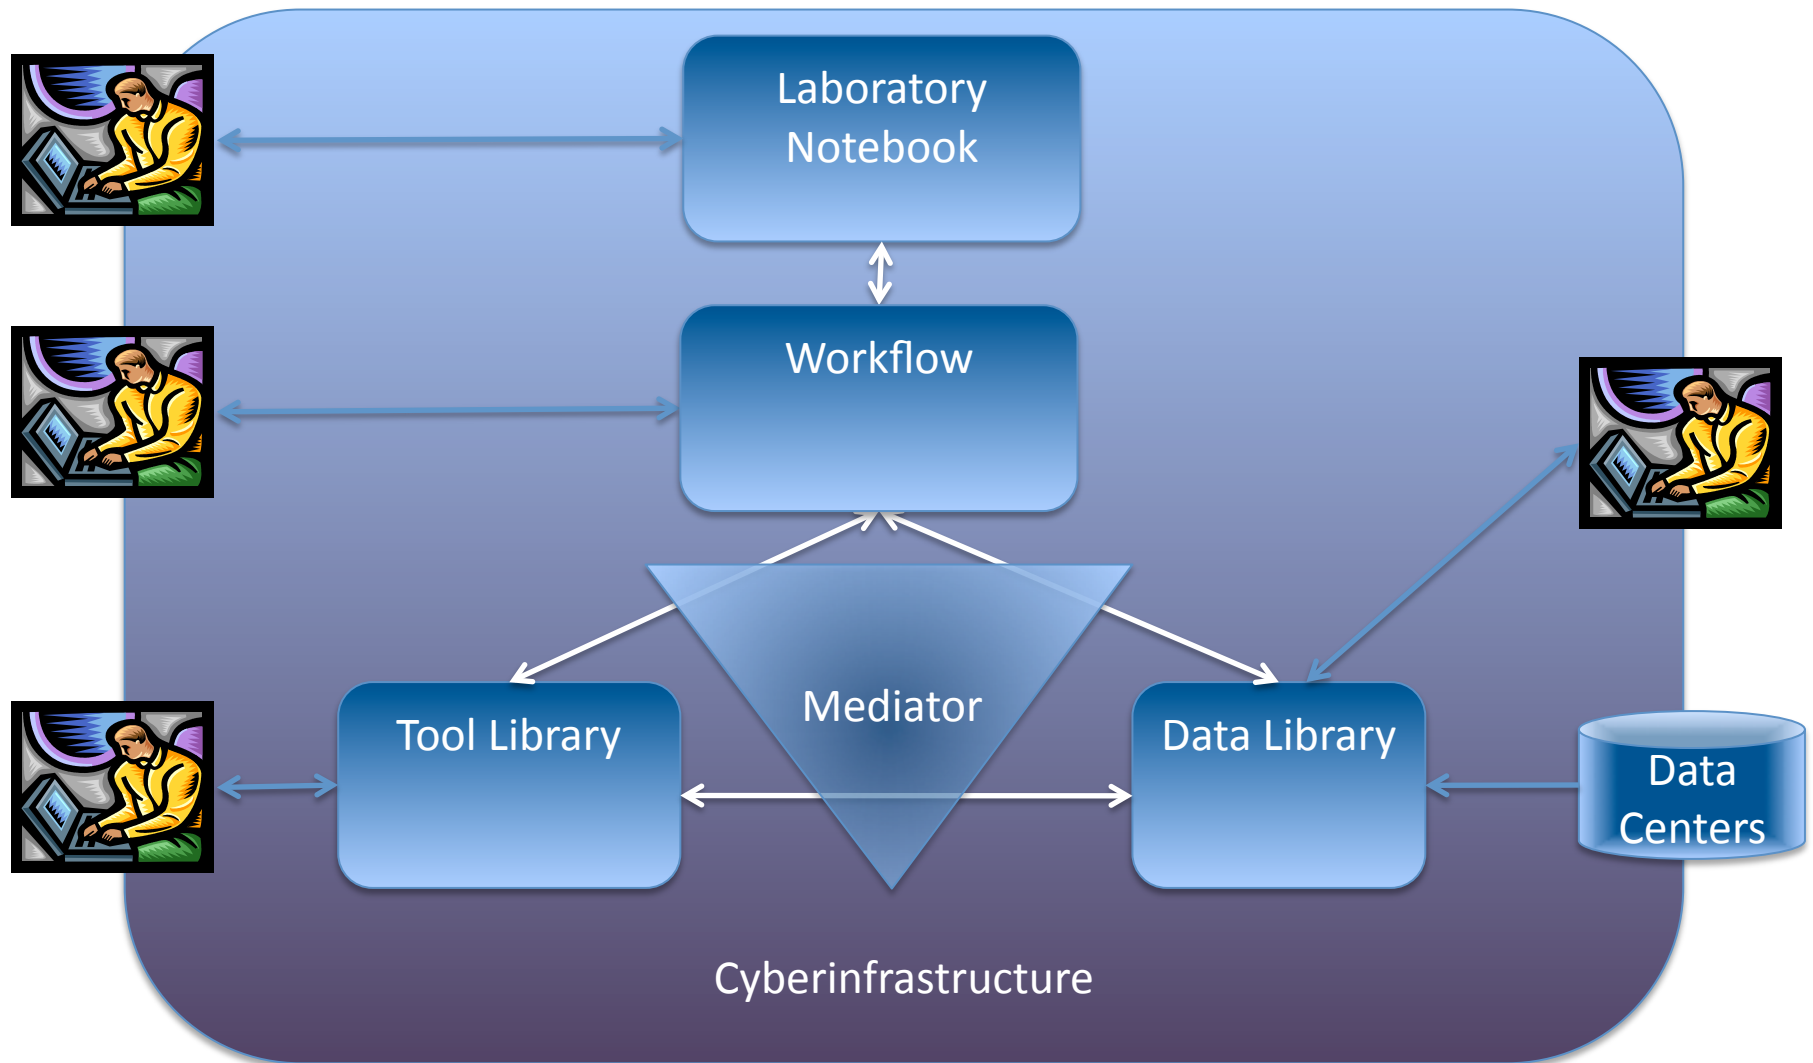 Laboratory
Notebook
Workflow
Mediator
Tool Library
Data Library
Data
Centers
Cyberinfrastructure